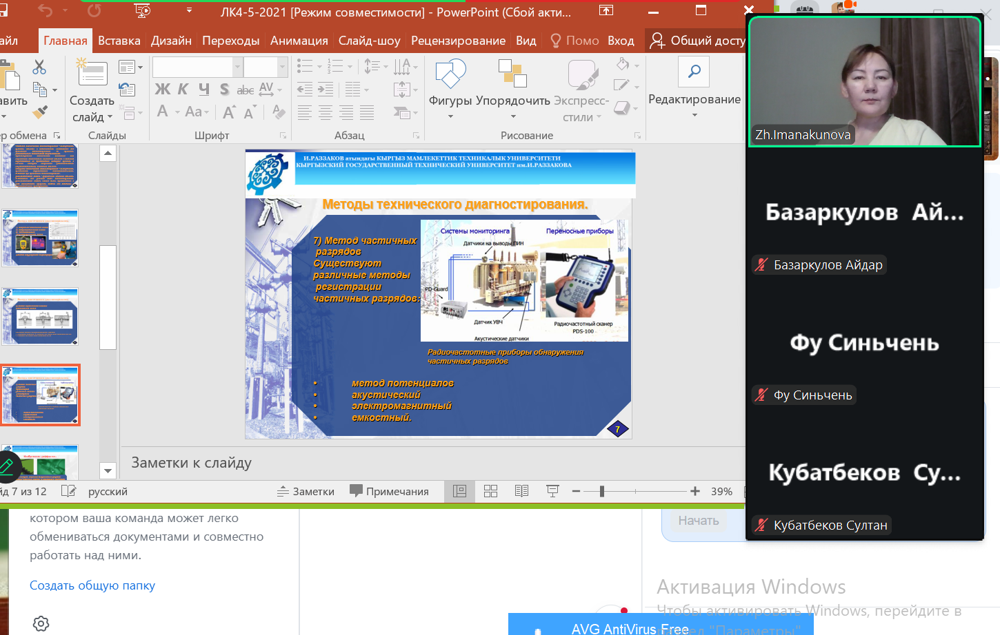 ЛК4-5-2021 [Режим совместимости] - PowerPoint (Сбой акти...
айл Главная Вставка Дизайн Переходы Анимация Слайд-шоу Рецензирование Вид Помо Вход Общий досту
авить
Создать
слайд
Ж К Ч S abc AV
А Аа А А
Фигуры Упорядочить Экспресс-
стили
Редактирование
ер обмена Слайды Шрифт Абзац Рисование
И.РАЗЗАКОВ атындагы КЫРГЫЗ МАМЛЕКЕТТИК ТЕХНИКАЛЫК УНИВЕРСИТЕТИ
КЫРГЫЗСКИЙ ГОСУДАРСТВЕННЫЙ ТЕХНИЧЕСКИЙ УНИВЕРСИТЕТ им.И.РАЗЗАКОВА
Методы технического диагностирования.
7) Метод частичных
разрядов
Существуют
различные методы
регистрации
частичных разрядов:
Системы мониторинга
Переносные приборы
Датчики на выводы ПИН
PD-Guard
Датчик УВЧ
Акустические датчики
Радиочастотный сканер
PDS-100
Радиочастотные приборы обнаружения
частичных разрядов
• метод потенциалов
• акустический
• электромагнитный
• емкостный.
7
Заметки к слайду
йд 7 из 12 русский Заметки Примечания 39%
Zh.Imanakunova
Базаркулов Ай...
Базаркулов Айдар
Фу Синьчень
Фу Синьчень
Кубатбеков Су...
Кубатбеков Султан
котором ваша команда может легко
обмениваться документами и совместно
работать над ними.
Создать общую папку
Начать
Активация Windows
Чтобы активировать Windows, перейдите в
раздел "Параметры".
AVG AntiVirus Free